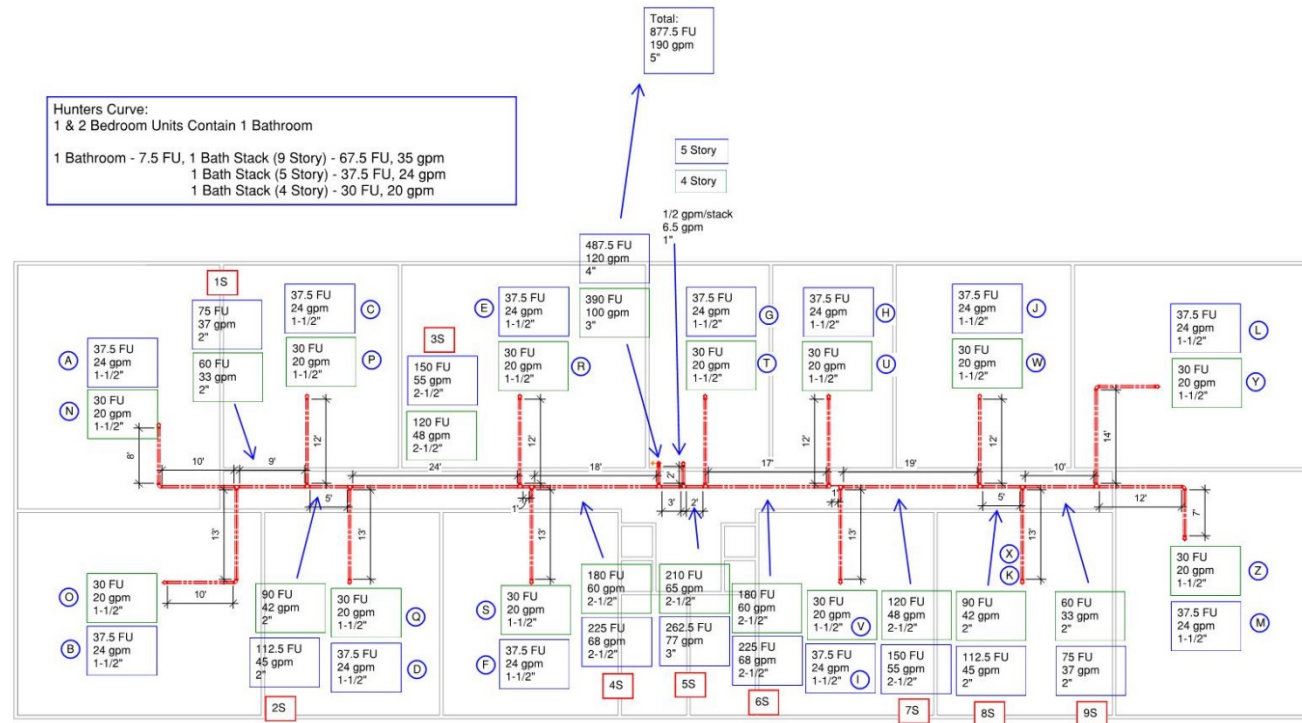 Total:
877.5 FU
190 gpm
5"
Hunters Curve:
1 & 2 Bedroom Units Contain 1 Bathroom
1 Bathroom - 7.5 FU, 1 Bath Stack (9 Story) - 67.5 FU, 35 gpm
1 Bath Stack (5 Story) - 37.5 FU, 24 gpm
1 Bath Stack (4 Story) - 30 FU, 20 gpm
5 Story
4 Story
1/2 gpm/stack
6.5 gpm
1"
487.5 FU
120 gpm
4"
390 FU
100 gpm
3"
1S
75 FU
37 gpm
2"
60 FU
33 gpm
2"
37.5 FU
24 gpm
1-1/2"
C
30 FU
20 gpm
1-1/2"
P
A
37.5 FU
24 gpm
1-1/2"
N
30 FU
20 gpm
1-1/2"
3S
150 FU
55 gpm
2-1/2"
120 FU
48 gpm
2-1/2"
E
37.5 FU
24 gpm
1-1/2"
30 FU
20 gpm
1-1/2"
R
37.5 FU
24 gpm
1-1/2"
G
30 FU
20 gpm
1-1/2"
T
37.5 FU
24 gpm
1-1/2"
H
30 FU
20 gpm
1-1/2"
U
37.5 FU
24 gpm
1-1/2"
J
30 FU
20 gpm
1-1/2"
W
37.5 FU
24 gpm
1-1/2"
L
30 FU
20 gpm
1-1/2"
Y
8'
10'
9'
12'
24'
12'
18'
2'
12'
17'
12'
19'
12'
10'
14'
5'
1'
3'
2'
1'
5'
12'
7'
13'
13'
13'
13'
13'
10'
O
30 FU
20 gpm
1-1/2"
B
37.5 FU
24 gpm
1-1/2"
90 FU
42 gpm
2"
112.5 FU
45 gpm
2"
2S
30 FU
20 gpm
1-1/2"
Q
37.5 FU
24 gpm
1-1/2"
D
S
30 FU
20 gpm
1-1/2"
F
37.5 FU
24 gpm
1-1/2"
180 FU
60 gpm
2-1/2"
225 FU
68 gpm
2-1/2"
4S
210 FU
65 gpm
2-1/2"
262.5 FU
77 gpm
3"
5S
180 FU
60 gpm
2-1/2"
225 FU
68 gpm
2-1/2"
6S
30 FU
20 gpm
1-1/2"
V
37.5 FU
24 gpm
1-1/2"
I
120 FU
48 gpm
2-1/2"
150 FU
55 gpm
2-1/2"
7S
X
K
90 FU
42 gpm
2"
112.5 FU
45 gpm
2"
8S
60 FU
33 gpm
2"
75 FU
37 gpm
2"
9S
30 FU
20 gpm
1-1/2"
Z
37.5 FU
24 gpm
1-1/2"
M